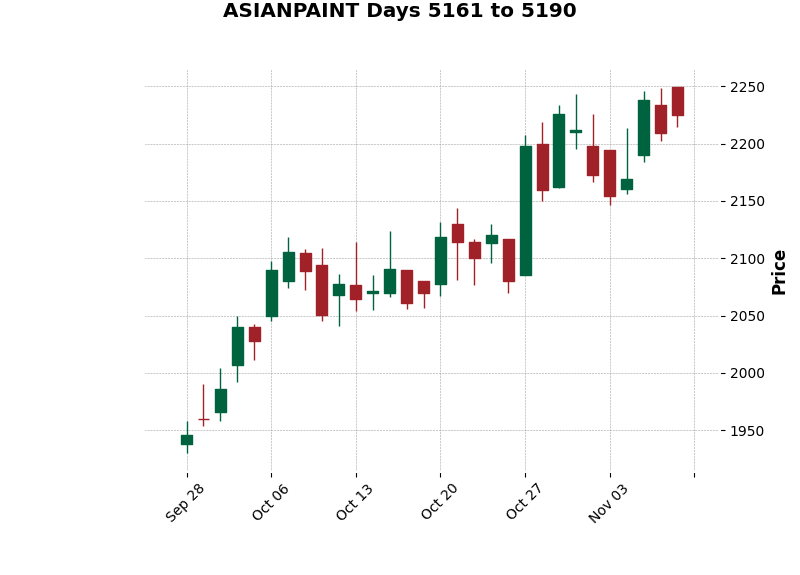 ASIANPAINT Days 5161 to 5190
2250
2200
2150
2100
2050
2000
1950
Price
Sep 28
Oct 06
Oct 13
Oct 20
Oct 27
Nov 03